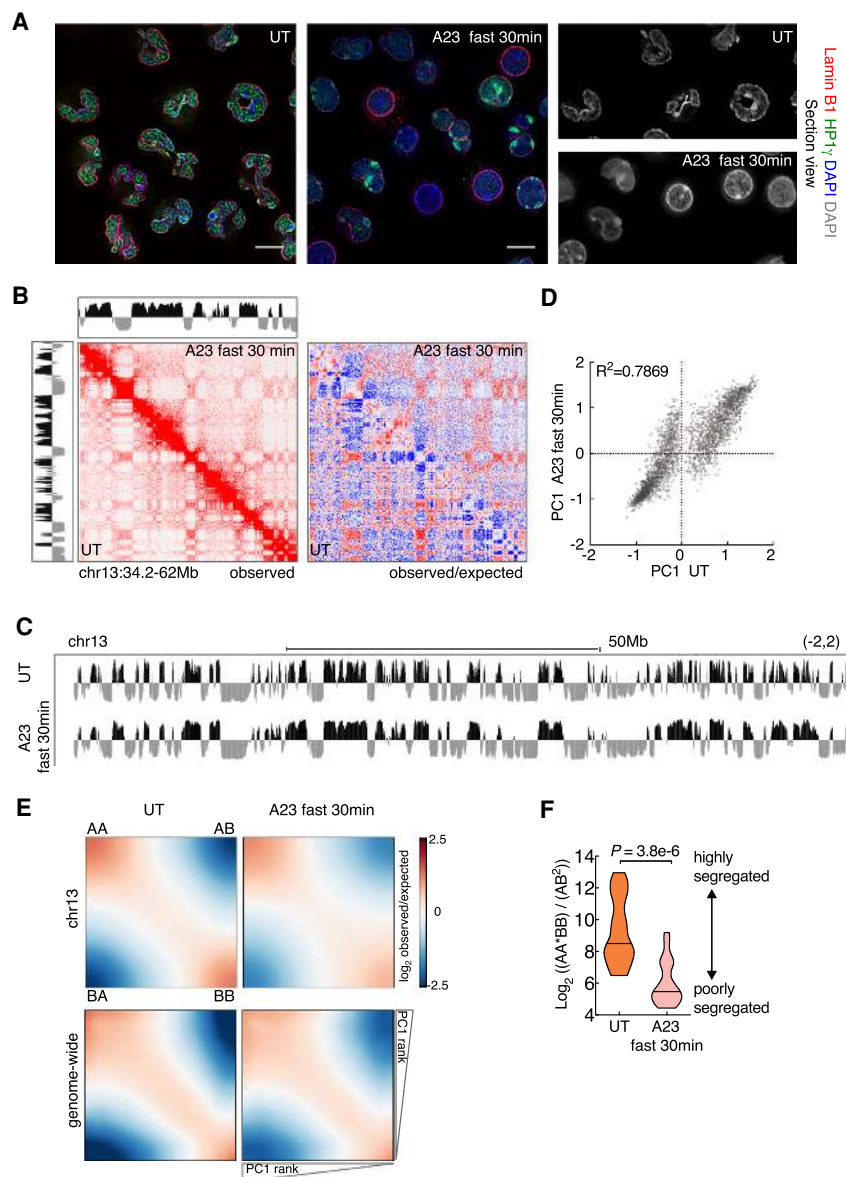 A
UT
A23 fast 30min
UT
A23 fast 30min
Lamin B1 HP1γ DAPI DAPI
Section view
B
A23 fast 30 min
UT
chr13:34.2-62Mb
observed
A23 fast 30 min
UT
observed/expected
D
R²=0.7869
2
1
0
-1
-2
-2
-1
0
1
2
PC1 A23 fast 30min
PC1 UT
C
chr13
50Mb
(-2,2)
UT
A23
fast 30min
E
UT
A23 fast 30min
AA
AB
chr13
BA
BB
2.5
0
-2.5
log₂ observed/expected
genome-wide
PC1 rank
PC1 rank
F
P = 3.8e-6
14
12
10
8
6
4
Log₂ ((AA*BB) / (AB²))
highly
segregated
poorly
segregated
UT
A23
fast 30min